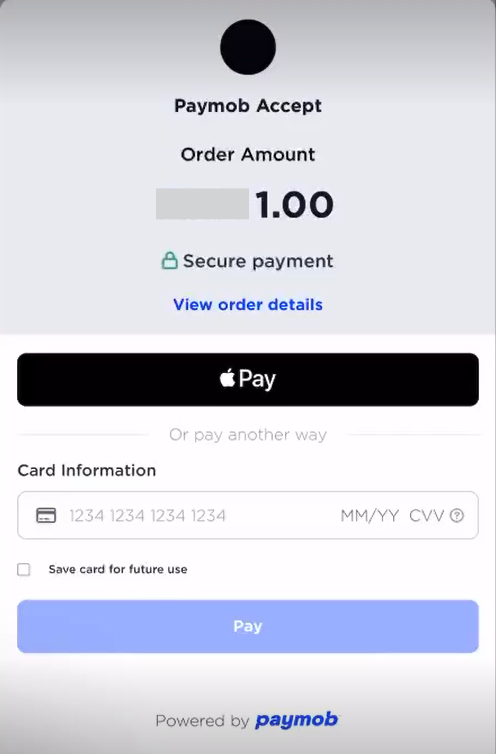 Paymob Accept
Order Amount
1.00
Secure payment
View order details
Pay
Or pay another way
Card Information
1234 1234 1234 1234 MM/YY CVV ?
Save card for future use
Pay
Powered by paymob